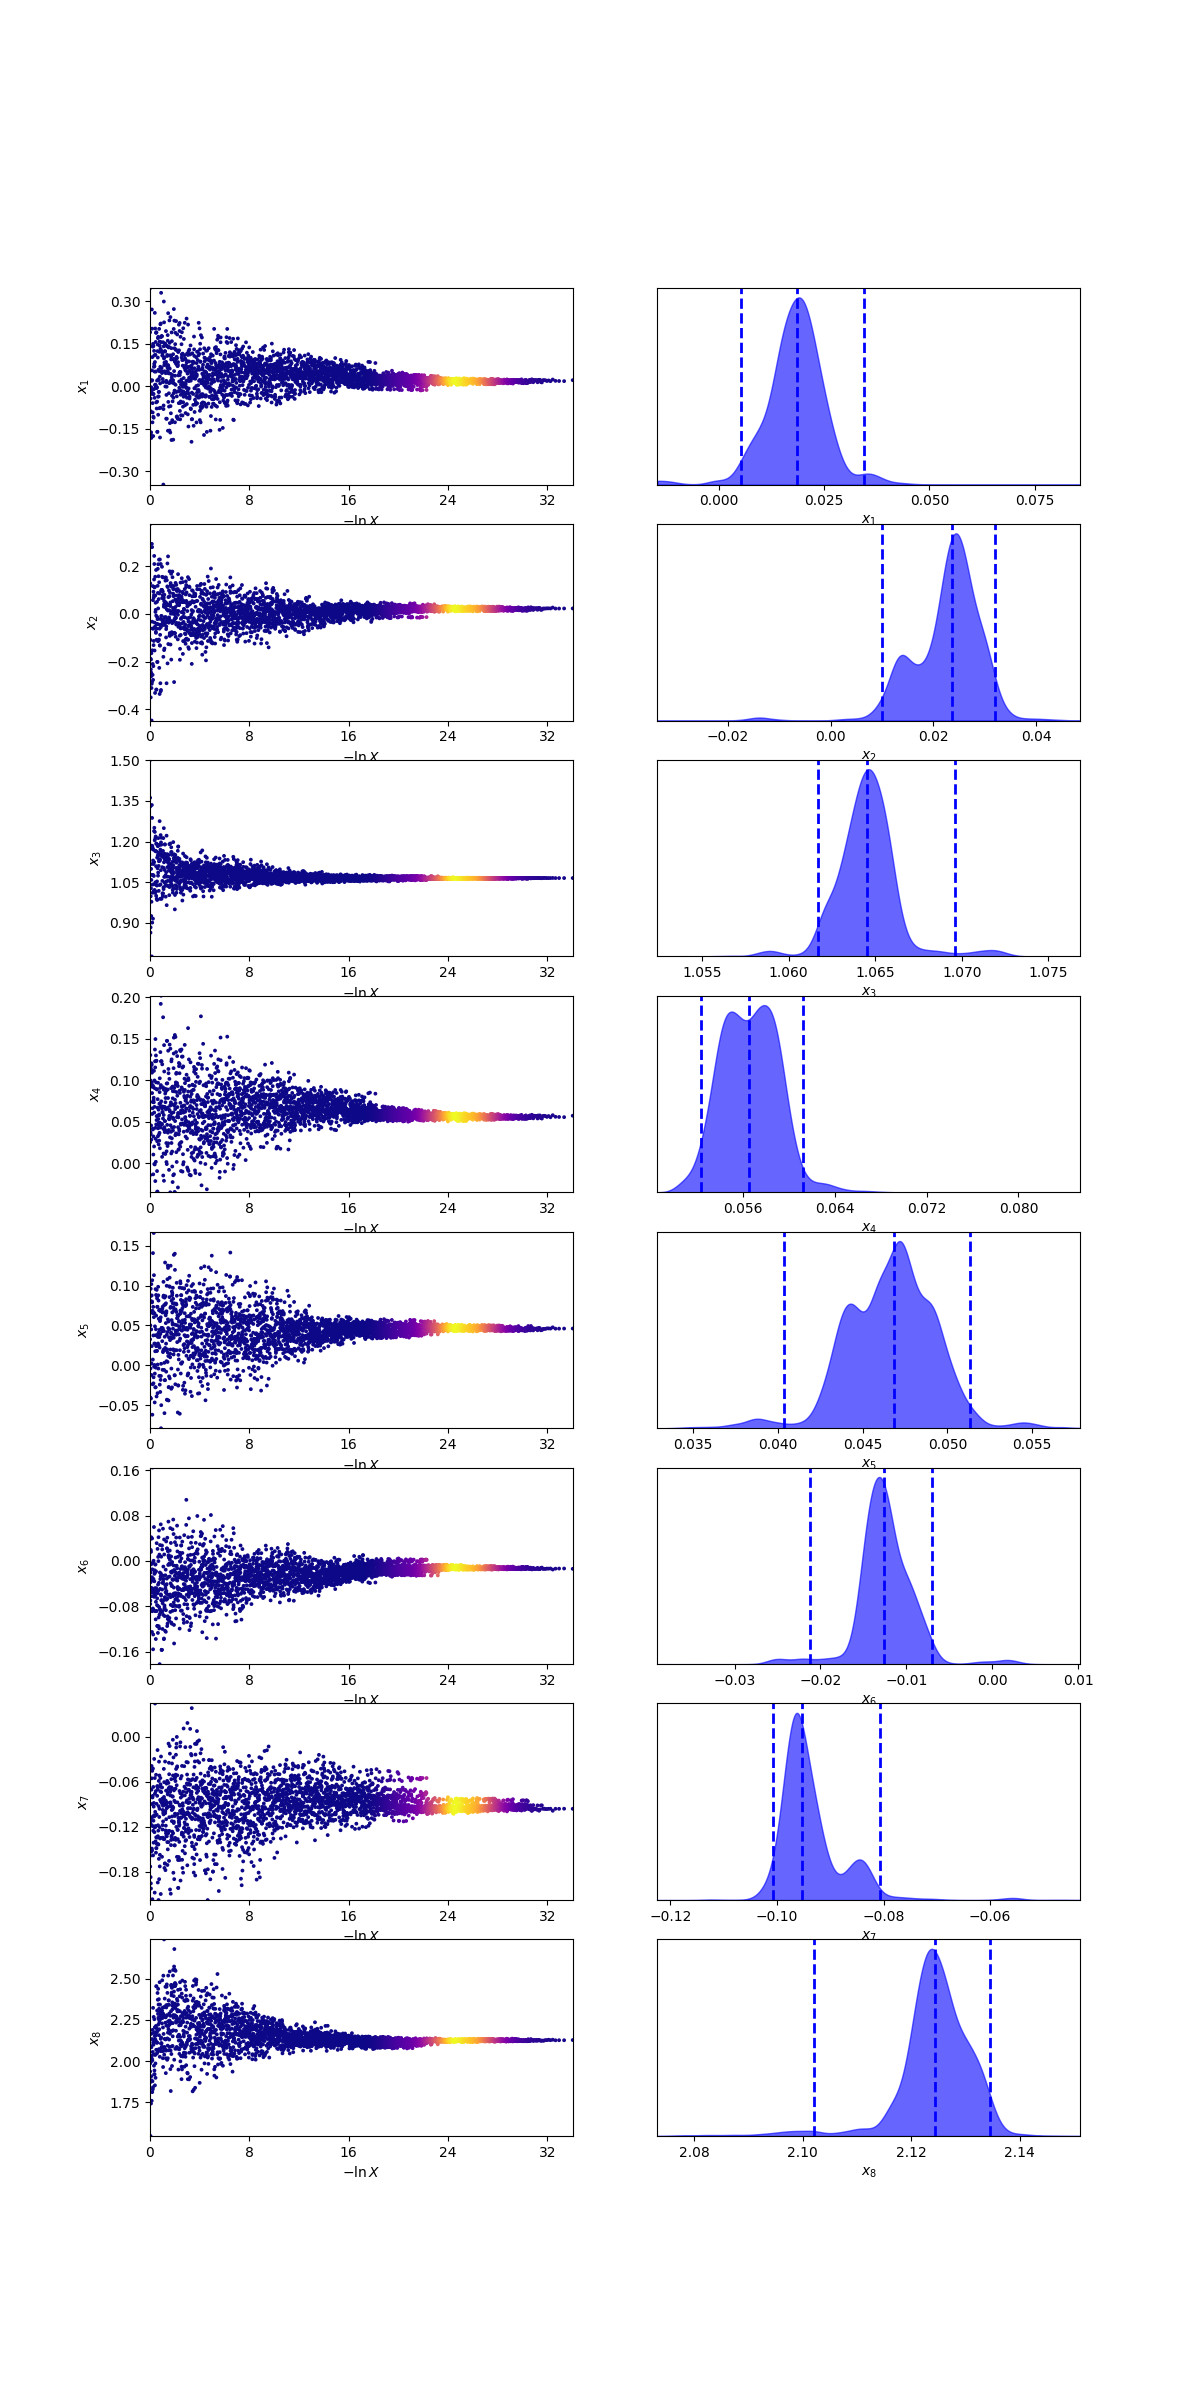 0.30
0.15
0.00
−0.15
−0.30
x₁
0 8 16 24 32
−ln X
0.000 0.025 0.050 0.075
x₁
0.2
0.0
−0.2
−0.4
x₂
0 8 16 24 32
−ln X
−0.02 0.00 0.02 0.04
x₂
1.50
1.35
1.20
1.05
0.90
x₃
0 8 16 24 32
−ln X
1.055 1.060 1.065 1.070 1.075
x₃
0.20
0.15
0.10
0.05
0.00
x₄
0 8 16 24 32
−ln X
0.056 0.064 0.072 0.080
x₄
0.15
0.10
0.05
0.00
−0.05
x₅
0 8 16 24 32
−ln X
0.035 0.040 0.045 0.050 0.055
x₅
0.16
0.08
0.00
−0.08
−0.16
x₆
0 8 16 24 32
−ln X
−0.03 −0.02 −0.01 0.00 0.01
x₆
0.00
−0.06
−0.12
−0.18
x₇
0 8 16 24 32
−ln X
−0.12 −0.10 −0.08 −0.06
x₇
2.50
2.25
2.00
1.75
x₈
0 8 16 24 32
−ln X
2.08 2.10 2.12 2.14
x₈